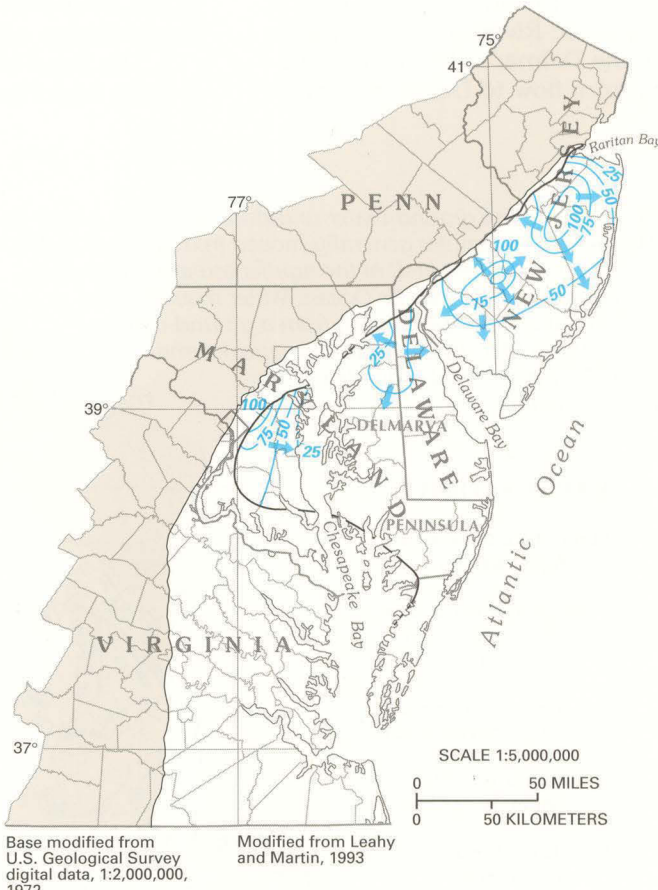 75°
41°
Raritan Bay
NEW JERSEY
25
50
100
75
PENN
77°
100
75
50
MARYLAND
DELAWARE
25
Delaware Bay
39°
100
75
50
25
DELMARVA
PENINSULA
Chesapeake Bay
Atlantic Ocean
VIRGINIA
37°
SCALE 1:5,000,000
0 50 MILES
0 50 KILOMETERS
Base modified from
U.S. Geological Survey
digital data, 1:2,000,000,
1972
Modified from Leahy
and Martin, 1993